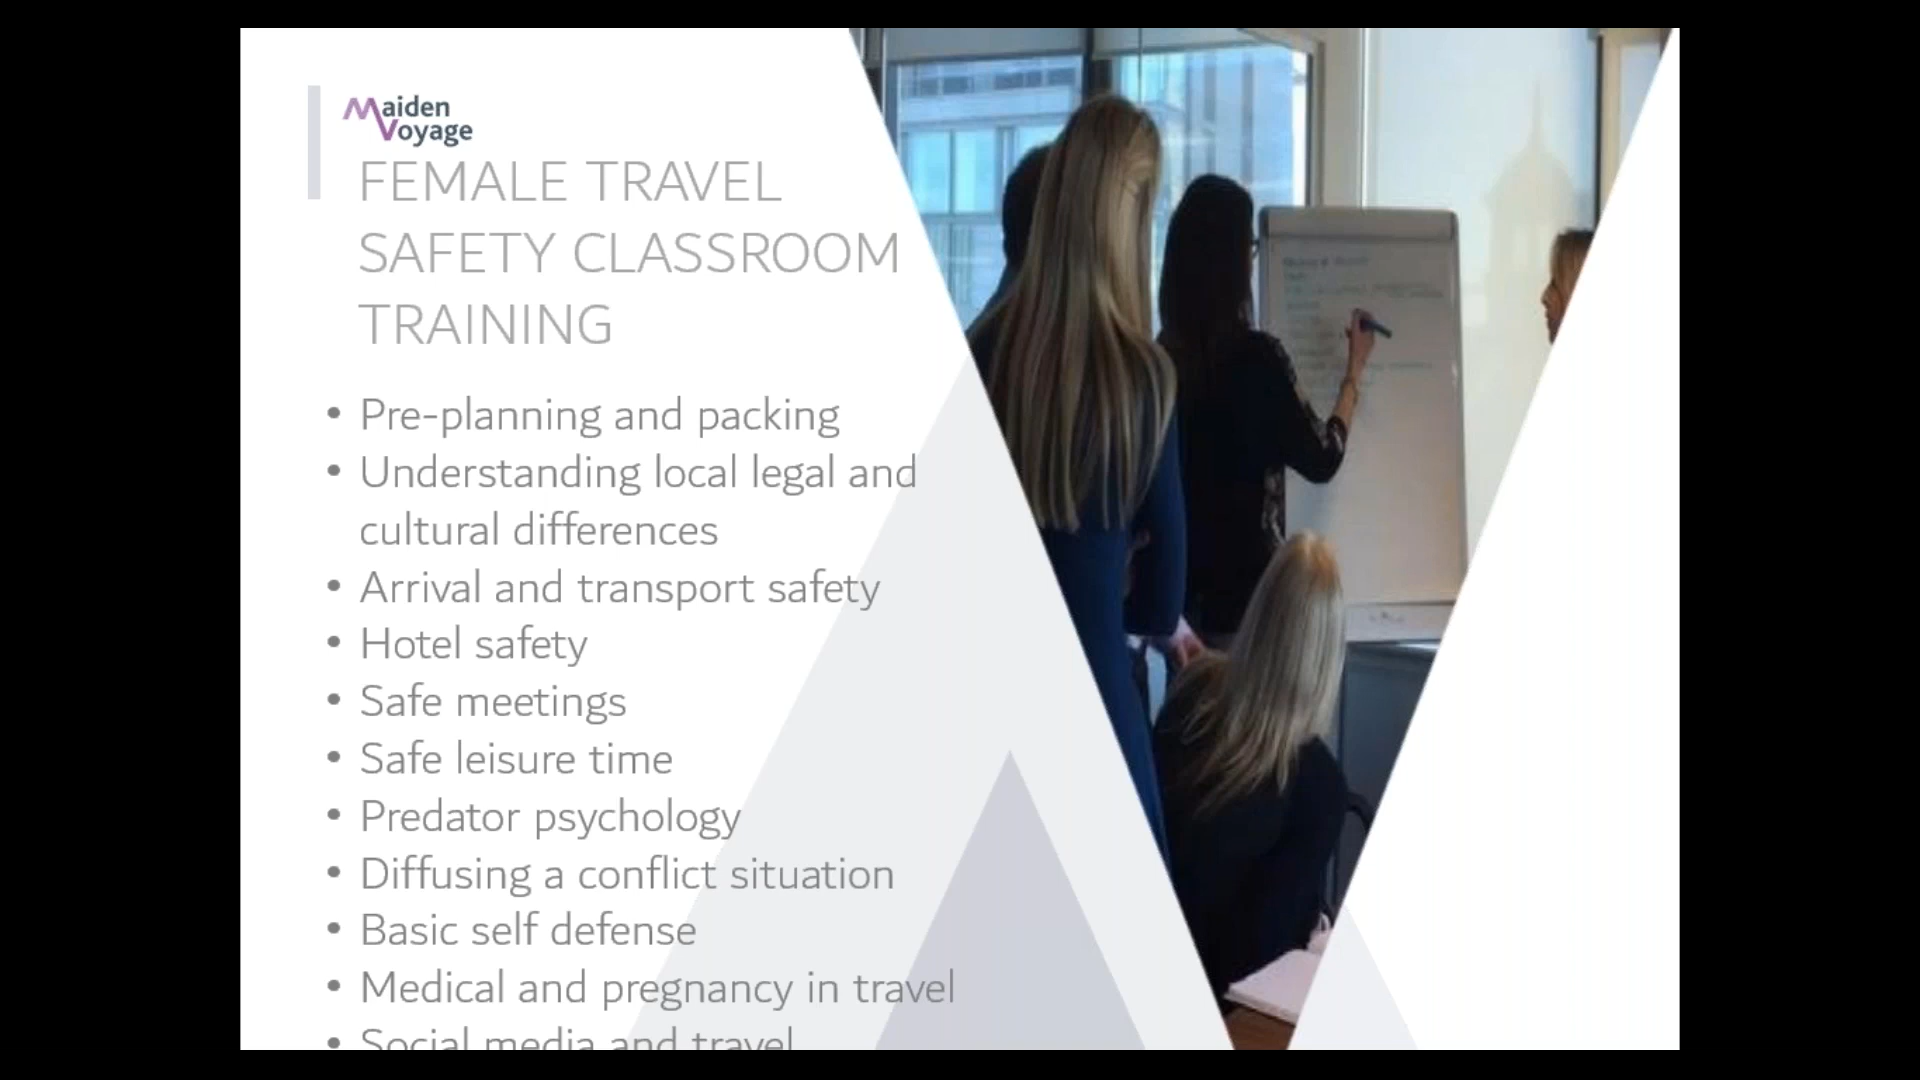 Maiden
Voyage
FEMALE TRAVEL
SAFETY CLASSROOM
TRAINING
• Pre-planning and packing
• Understanding local legal and
cultural differences
• Arrival and transport safety
• Hotel safety
• Safe meetings
• Safe leisure time
• Predator psychology
• Diffusing a conflict situation
• Basic self defense
• Medical and pregnancy in travel
• Social media and travel